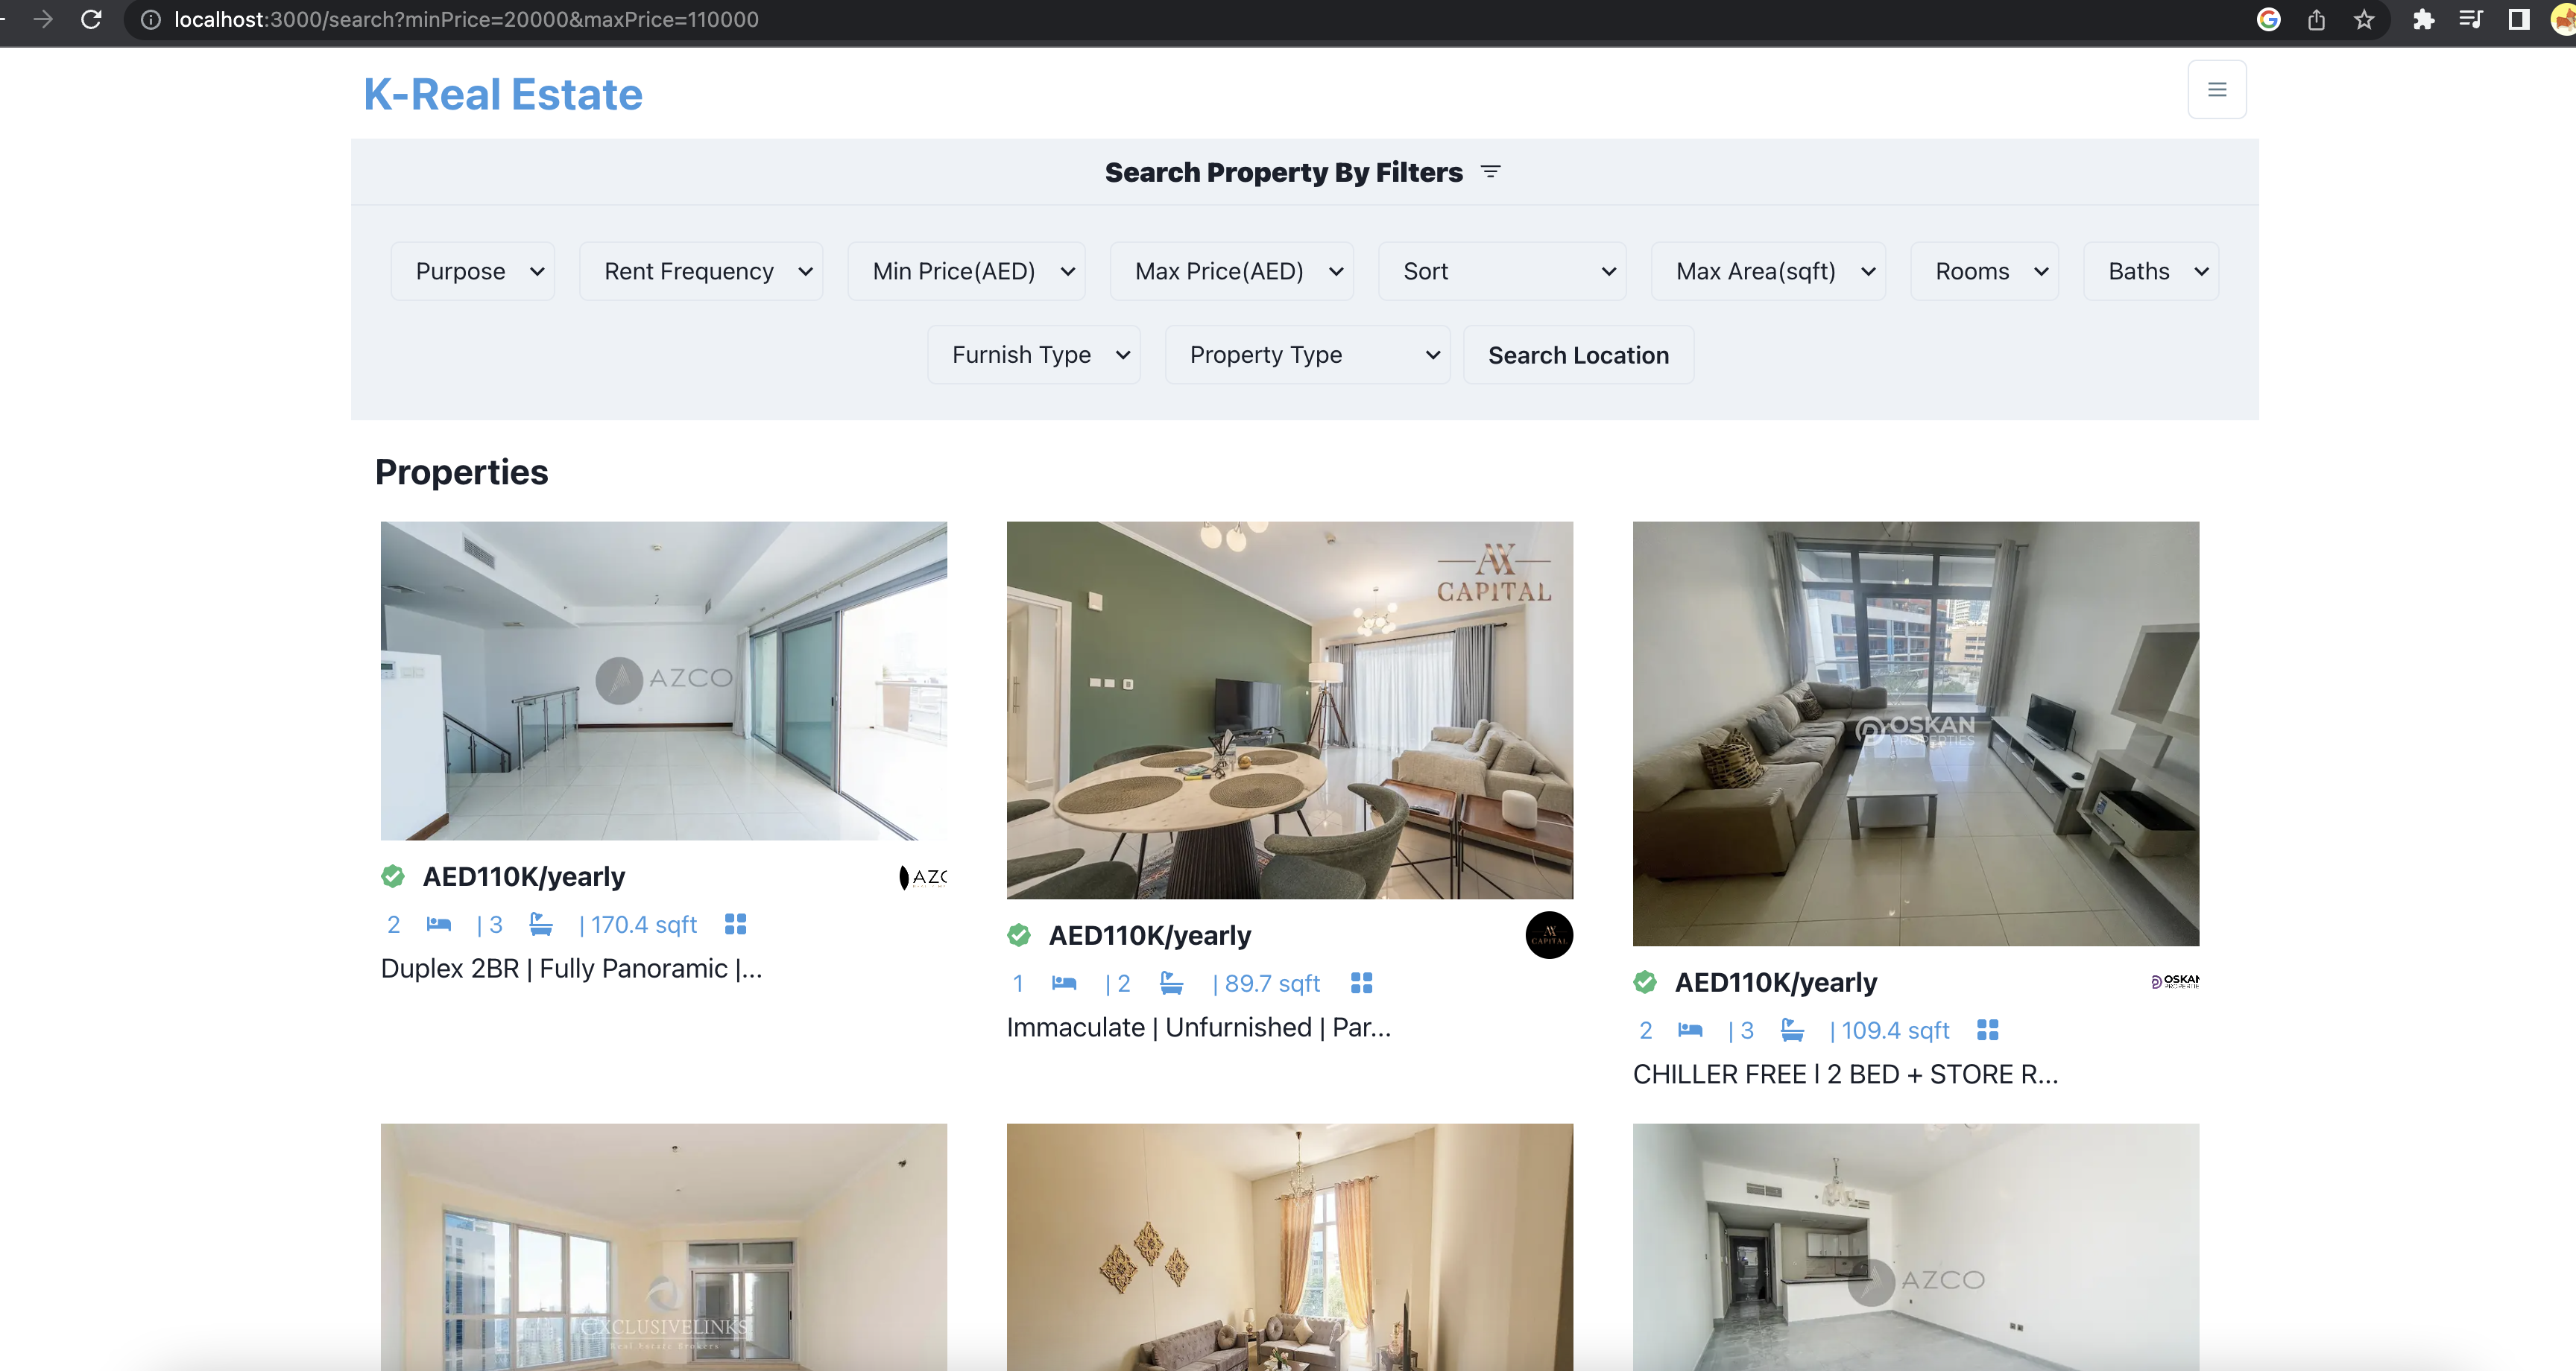 localhost:3000/search?minPrice=20000&maxPrice=110000
K-Real Estate
Search Property By Filters
Purpose Rent Frequency Min Price(AED) Max Price(AED) Sort Max Area(sqft) Rooms Baths
Furnish Type Property Type Search Location
Properties
AZCO
AX
CAPITAL
OSKAN
PROPERTIES
AED110K/yearly
AZC
2 | 3 | 170.4 sqft
Duplex 2BR | Fully Panoramic |...
AED110K/yearly
AX
CAPITAL
1 | 2 | 89.7 sqft
Immaculate | Unfurnished | Par...
AED110K/yearly
OSKAN
2 | 3 | 109.4 sqft
CHILLER FREE l 2 BED + STORE R...
EXCLUSIVELINKS
Real Estate Brokers
AZCO